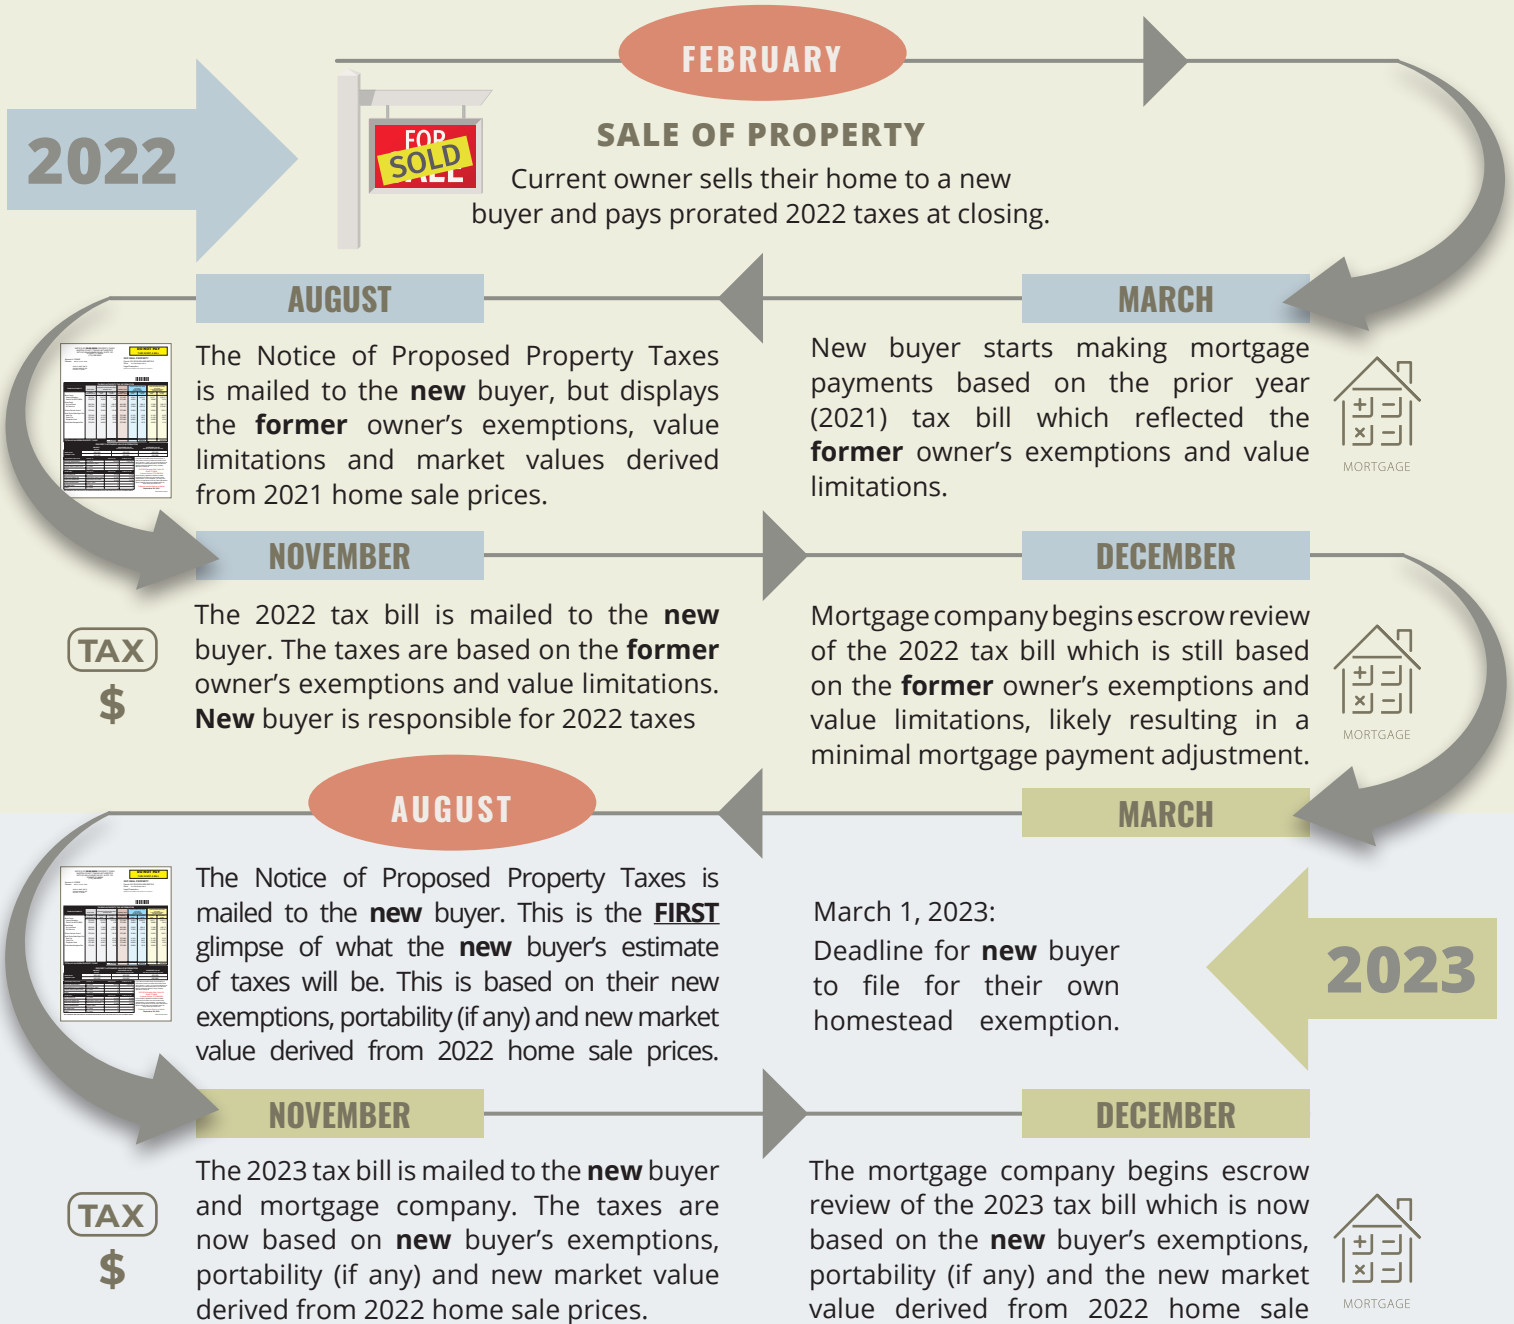 FEBRUARY
2022
FOR
SOLD
SALE OF PROPERTY
Current owner sells their home to a new
buyer and pays prorated 2022 taxes at closing.
MARCH
New buyer starts making mortgage
payments based on the prior year
(2021) tax bill which reflected the
former owner’s exemptions and value
limitations.
MORTGAGE
AUGUST
The Notice of Proposed Property Taxes
is mailed to the new buyer, but displays
the former owner’s exemptions, value
limitations and market values derived
from 2021 home sale prices.
NOVEMBER
The 2022 tax bill is mailed to the new
buyer. The taxes are based on the former
owner’s exemptions and value limitations.
New buyer is responsible for 2022 taxes
TAX
$
DECEMBER
Mortgage company begins escrow review
of the 2022 tax bill which is still based
on the former owner’s exemptions and
value limitations, likely resulting in a
minimal mortgage payment adjustment.
MORTGAGE
MARCH
2023
March 1, 2023:
Deadline for new buyer
to file for their own
homestead exemption.
AUGUST
The Notice of Proposed Property Taxes is
mailed to the new buyer. This is the FIRST
glimpse of what the new buyer’s estimate
of taxes will be. This is based on their new
exemptions, portability (if any) and new market
value derived from 2022 home sale prices.
NOVEMBER
The 2023 tax bill is mailed to the new buyer
and mortgage company. The taxes are
now based on new buyer’s exemptions,
portability (if any) and new market value
derived from 2022 home sale prices.
TAX
$
DECEMBER
The mortgage company begins escrow
review of the 2023 tax bill which is now
based on the new buyer’s exemptions,
portability (if any) and the new market
value derived from 2022 home sale
MORTGAGE